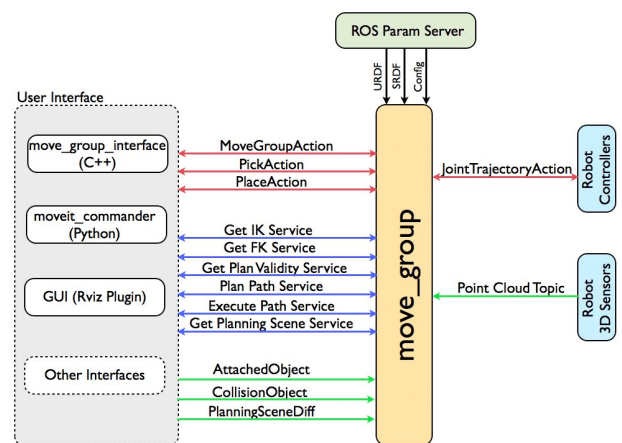 ROS Param Server
URDF
SRDF
Config
User Interface
move_group_interface
(C++)
moveit_commander
(Python)
GUI (Rviz Plugin)
Other Interfaces
MoveGroupAction
PickAction
PlaceAction
Get IK Service
Get FK Service
Get Plan Validity Service
Plan Path Service
Execute Path Service
Get Planning Scene Service
AttachedObject
CollisionObject
PlanningSceneDiff
move_group
JointTrajectoryAction
Robot
Controllers
Point Cloud Topic
Robot
3D Sensors